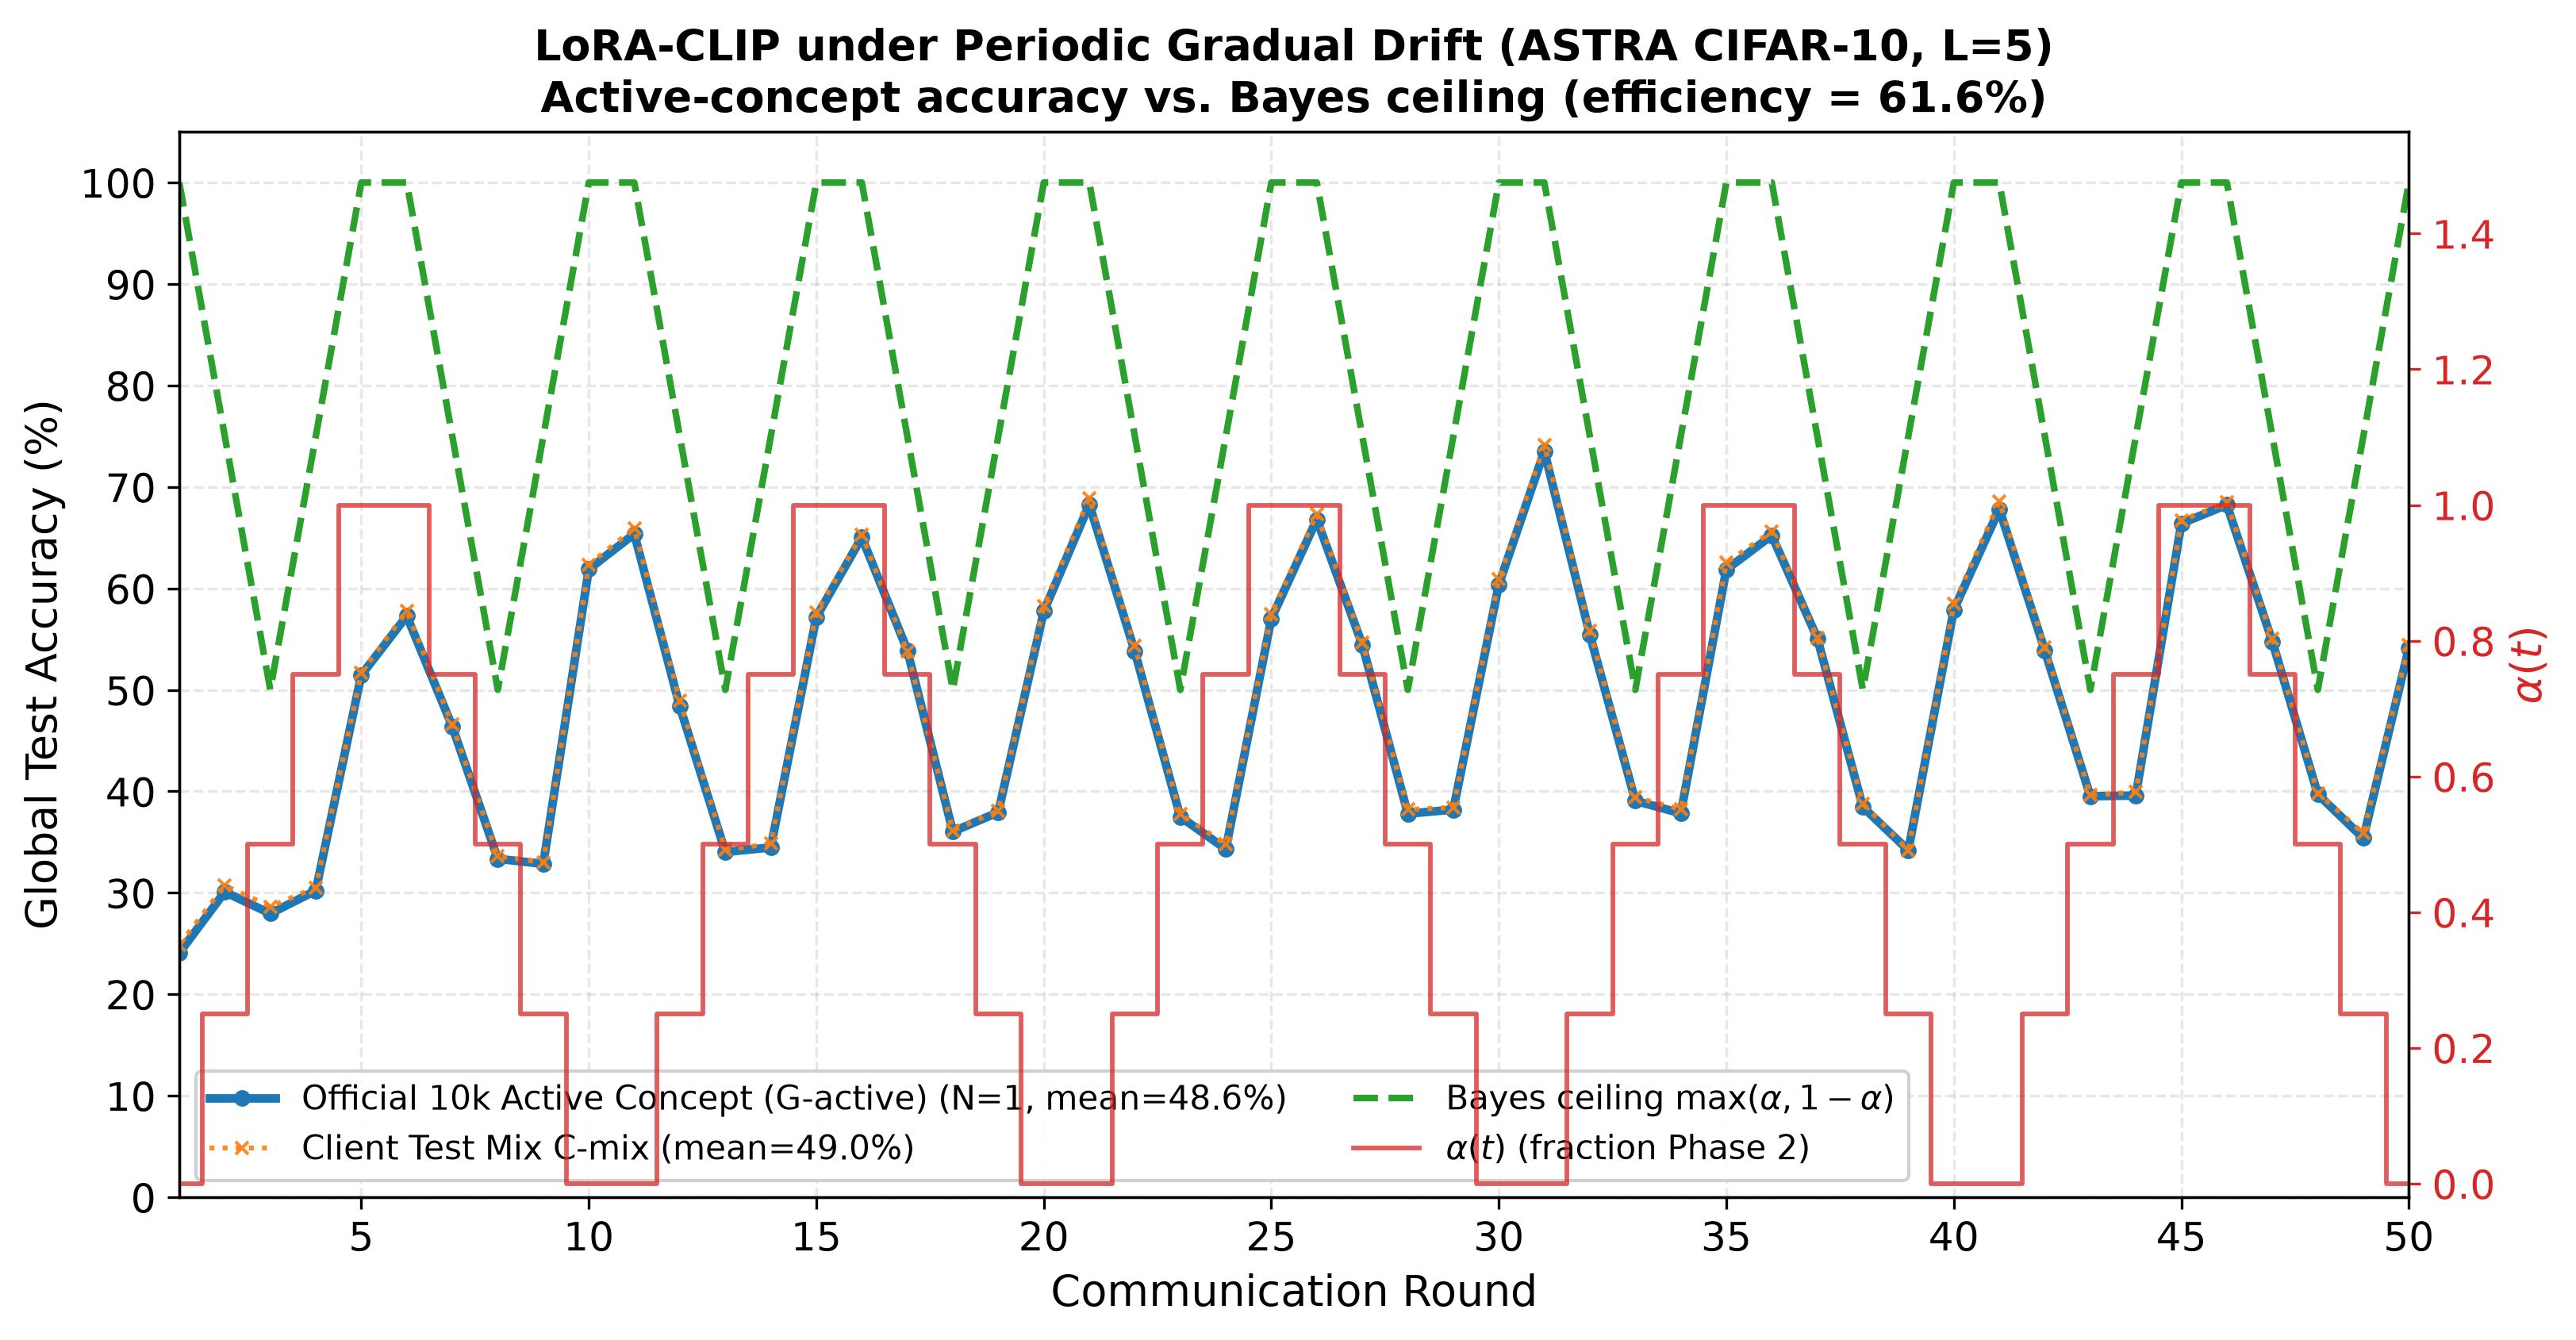 LoRA-CLIP under Periodic Gradual Drift (ASTRA CIFAR-10, L=5)
Active-concept accuracy vs. Bayes ceiling (efficiency = 61.6%)
Global Test Accuracy (%)
100
90
80
70
60
50
40
30
20
10
0
1.4
1.2
1.0
0.8
0.6
0.4
0.2
0.0
α(t)
Official 10k Active Concept (G-active) (N=1, mean=48.6%)
Client Test Mix C-mix (mean=49.0%)
Bayes ceiling max(α, 1 − α)
α(t) (fraction Phase 2)
5 10 15 20 25 30 35 40 45 50
Communication Round